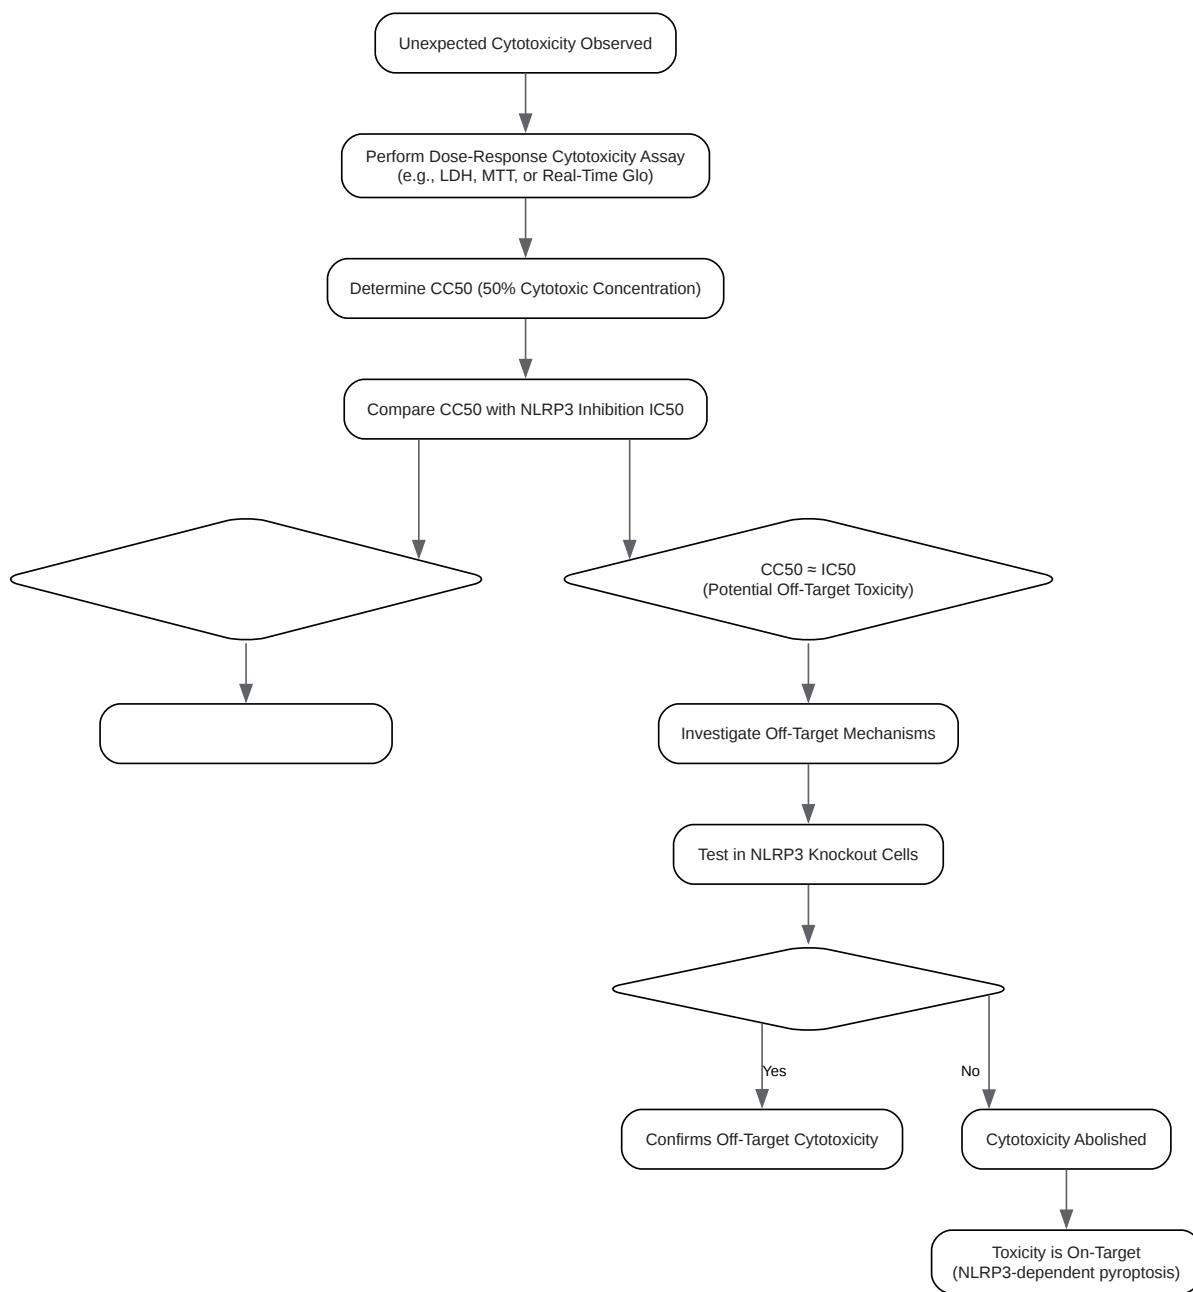 Unexpected Cytotoxicity Observed
Perform Dose-Response Cytotoxicity Assay
(e.g., LDH, MTT, or Real-Time Glo)
Determine CC50 (50% Cytotoxic Concentration)
Compare CC50 with NLRP3 Inhibition IC50
CC50 ≈ IC50
(Potential Off-Target Toxicity)
Investigate Off-Target Mechanisms
Test in NLRP3 Knockout Cells
Yes
No
Confirms Off-Target Cytotoxicity
Cytotoxicity Abolished
Toxicity is On-Target
(NLRP3-dependent pyroptosis)